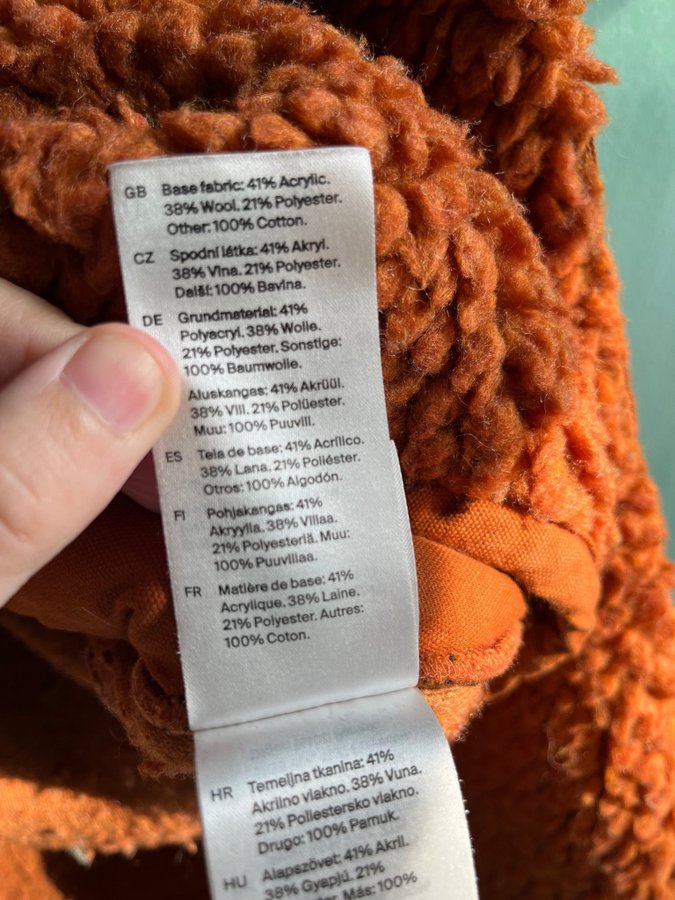 GB Base fabric: 41% Acrylic.
38% Wool. 21% Polyester.
Other: 100% Cotton.
CZ Spodní látka: 41% Akryl.
38% Vlna. 21% Polyester.
Další: 100% Bavlna.
DE Grundmaterial: 41%
Polyacryl. 38% Wolle.
21% Polyester. Sonstige:
100% Baumwolle.
Aluskangas: 41% Akrüül.
38% Vill. 21% Polüester.
Muu: 100% Puuvill.
ES Tela de base: 41% Acrílico.
38% Lana. 21% Poliéster.
Otros: 100% Algodón.
FI Pohjakangas: 41%
Akryylia. 38% Villaa.
21% Polyesteriä. Muu:
100% Puuvillaa.
FR Matière de base: 41%
Acrylique. 38% Laine.
21% Polyester. Autres:
100% Coton.
HR Temeljna tkanina: 41%
Akrilno vlakno. 38% Vuna.
21% Poliestersko vlakno.
Drugo: 100% Pamuk.
HU Alapszövet: 41% Akril.
38% Gyapjú. 21%
Más: 100%